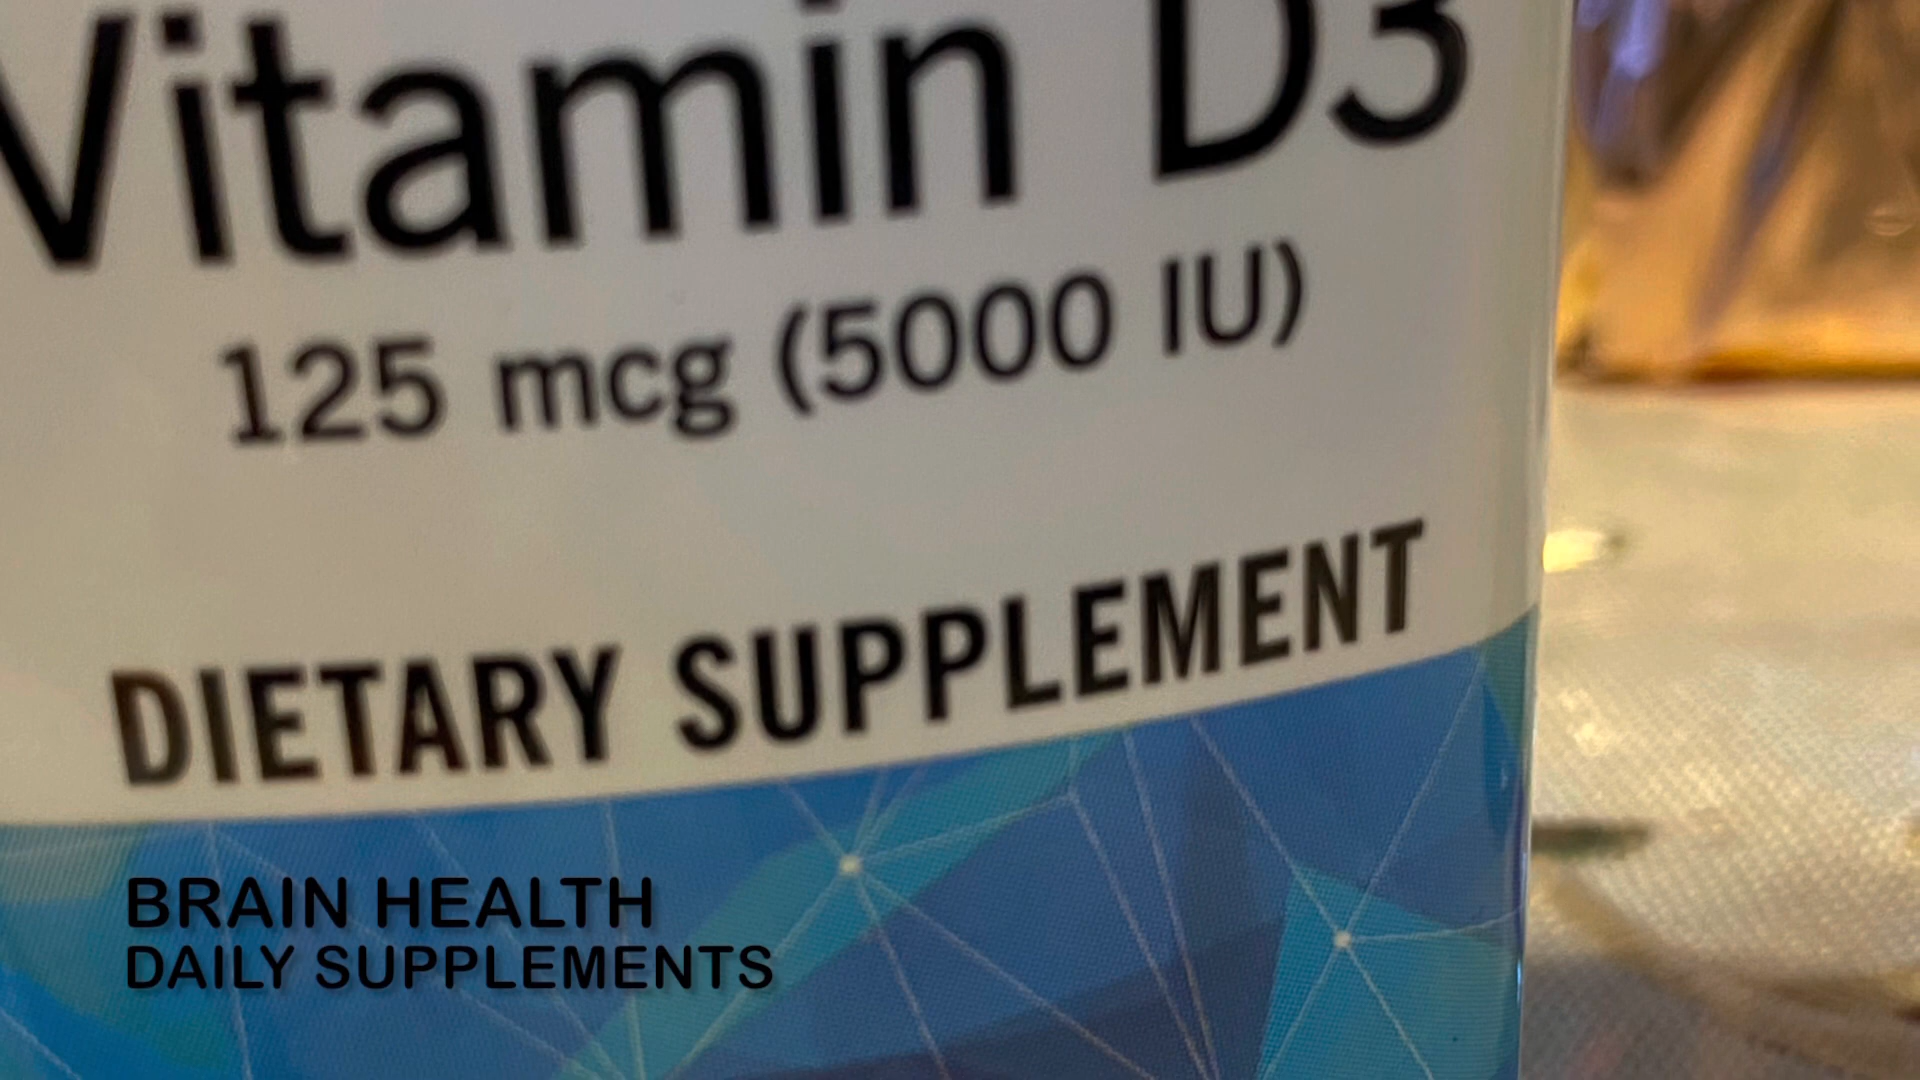 Vitamin D3
125 mcg (5000 IU)
DIETARY SUPPLEMENT
BRAIN HEALTH
DAILY SUPPLEMENTS